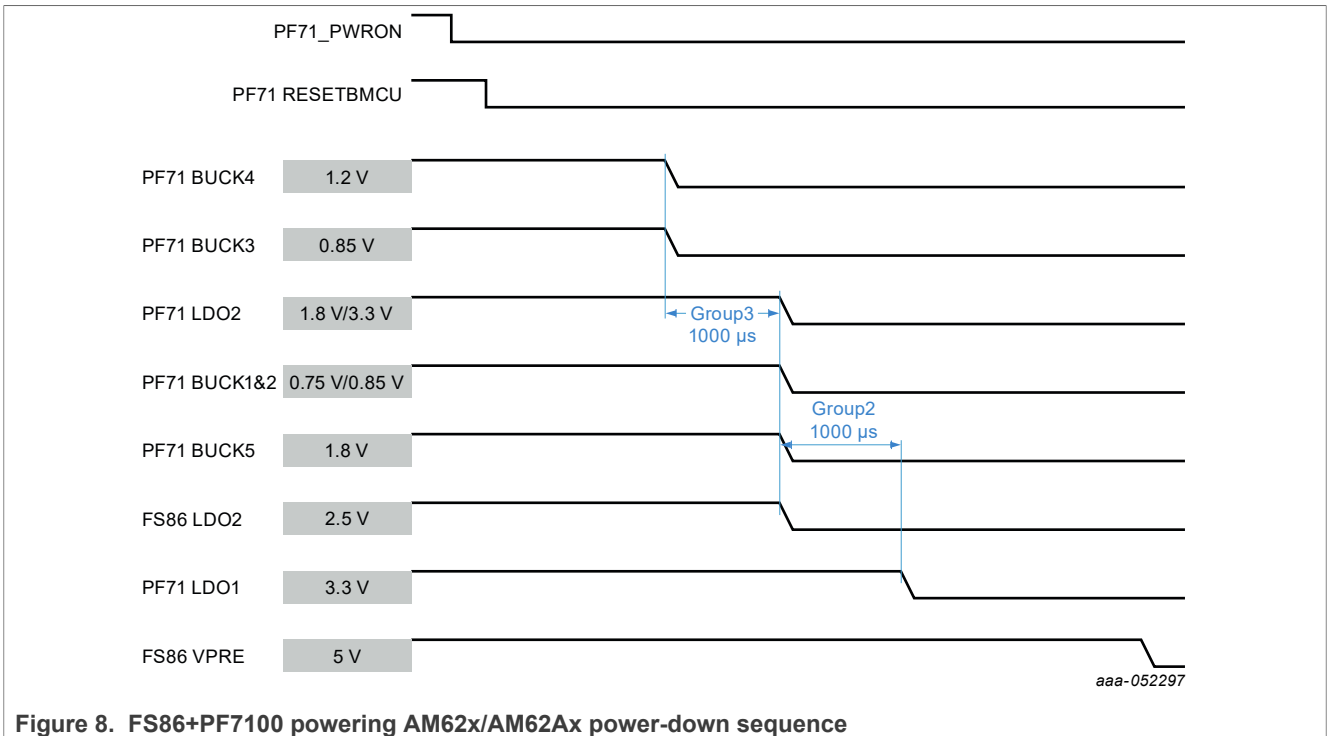 PF71_PWRON
PF71 RESETBMCU
PF71 BUCK4 1.2 V
PF71 BUCK3 0.85 V
PF71 LDO2 1.8 V/3.3 V
Group3
1000 µs
PF71 BUCK1&2 0.75 V/0.85 V
Group2
1000 µs
PF71 BUCK5 1.8 V
FS86 LDO2 2.5 V
PF71 LDO1 3.3 V
FS86 VPRE 5 V
aaa-052297
Figure 8. FS86+PF7100 powering AM62x/AM62Ax power-down sequence